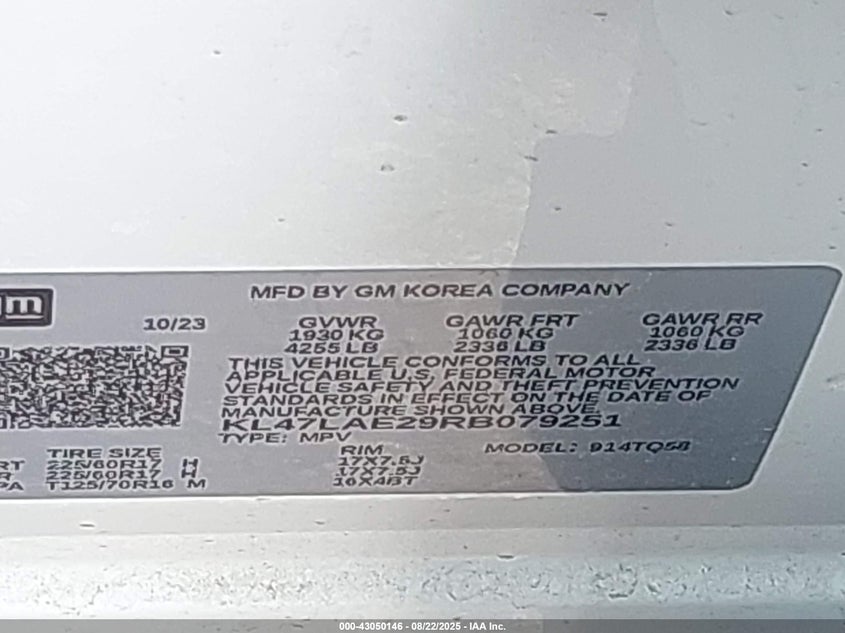 gm
MFD BY GM KOREA COMPANY
10/23 GVWR GAWR FRT GAWR RR
1930 KG 1060 KG 1060 KG
4255 LB 2336 LB 2336 LB
THIS VEHICLE CONFORMS TO ALL
APPLICABLE U.S. FEDERAL MOTOR
VEHICLE SAFETY AND THEFT PREVENTION
STANDARDS IN EFFECT ON THE DATE OF
MANUFACTURE SHOWN ABOVE.
KL47LAE29RB079251
TYPE: MPV MODEL: 914TQ58
TIRE SIZE RIM
RT 225/60R17 H 17X7.5J
R 225/60R17 H 17X7.5J
PA T125/70R16 M 16X4BT
000-43050146 - 08/22/2025 - IAA Inc.